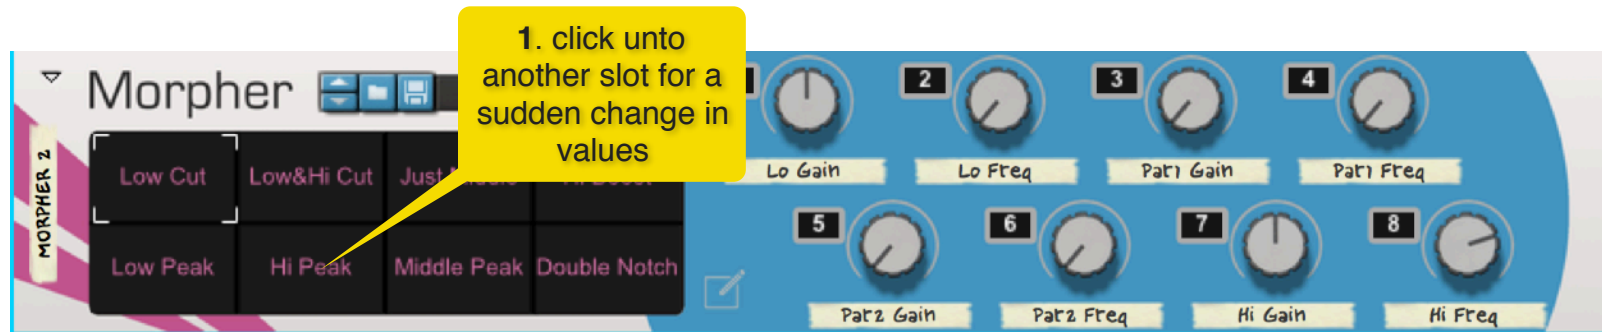 1. click unto
another slot for a
sudden change in
values
Morpher
MORPHER 2
Low Cut
Low&Hi Cut
Just
Low Peak
Hi Peak
Middle Peak
Double Notch
1
2
3
4
Lo Gain
Lo Freq
Par1 Gain
Par1 Freq
5
6
7
8
Par2 Gain
Par2 Freq
Hi Gain
Hi Freq